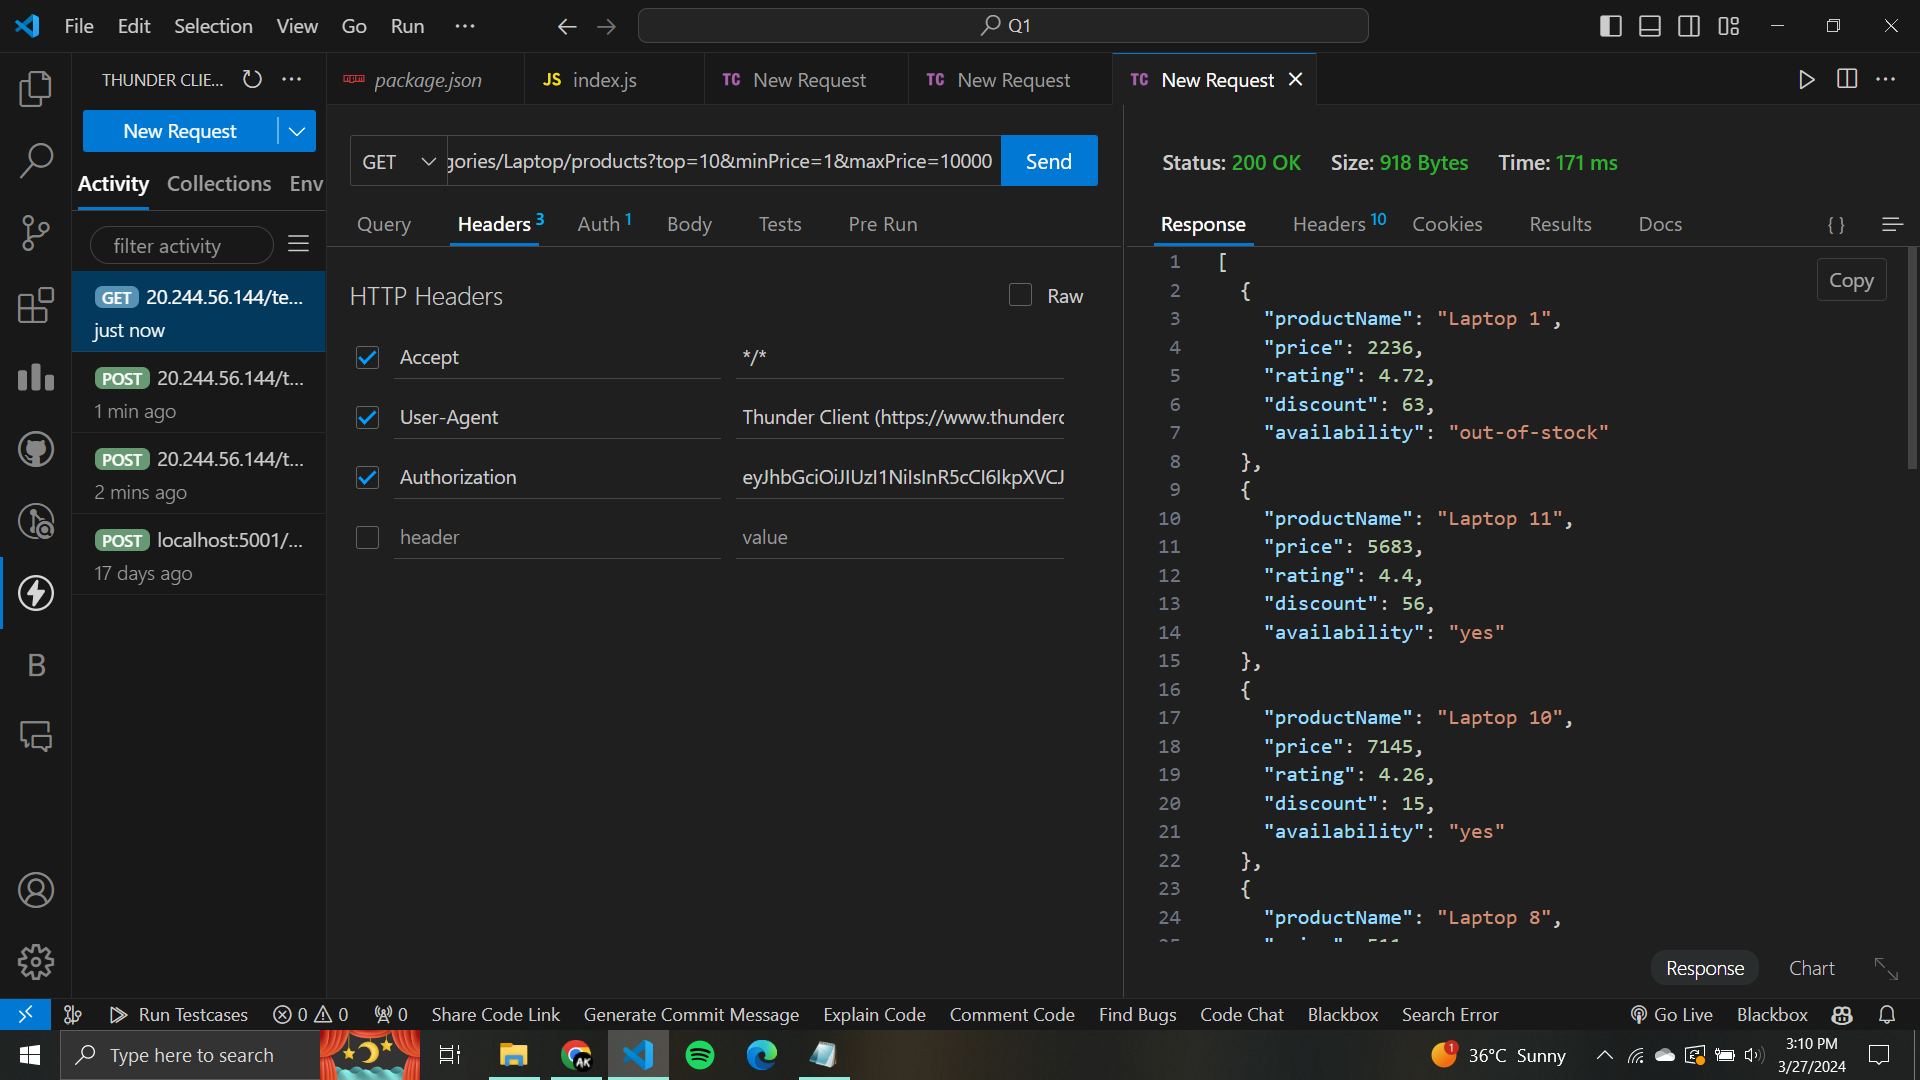 File Edit Selection View Go Run ···
Q1
THUNDER CLIE... ···
package.json
JS index.js
TC New Request
TC New Request
TC New Request
New Request
Activity Collections Env
filter activity
GET 20.244.56.144/te...
just now
POST 20.244.56.144/t...
1 min ago
POST 20.244.56.144/t...
2 mins ago
POST localhost:5001/...
17 days ago
B
GET
gories/Laptop/products?top=10&minPrice=1&maxPrice=10000
Send
Query Headers 3 Auth 1 Body Tests Pre Run
HTTP Headers
Raw
Accept */*
User-Agent Thunder Client (https://www.thunderc
Authorization eyJhbGciOiJIUzI1NiIsInR5cCI6IkpXVCJ
header value
Status: 200 OK Size: 918 Bytes Time: 171 ms
Response Headers 10 Cookies Results Docs { }
Copy
1 [
2 {
3 "productName": "Laptop 1",
4 "price": 2236,
5 "rating": 4.72,
6 "discount": 63,
7 "availability": "out-of-stock"
8 },
9 {
10 "productName": "Laptop 11",
11 "price": 5683,
12 "rating": 4.4,
13 "discount": 56,
14 "availability": "yes"
15 },
16 {
17 "productName": "Laptop 10",
18 "price": 7145,
19 "rating": 4.26,
20 "discount": 15,
21 "availability": "yes"
22 },
23 {
24 "productName": "Laptop 8",
Response Chart
Run Testcases 0 0 0 Share Code Link Generate Commit Message Explain Code Comment Code Find Bugs Code Chat Blackbox Search Error Go Live Blackbox
Type here to search
AK
1 36°C Sunny
3:10 PM
3/27/2024